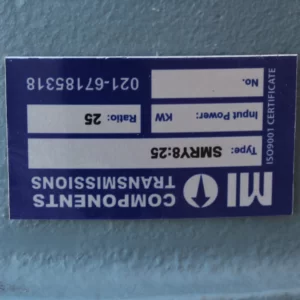 MI COMPONENTS
TRANSMISSIONS
Type: SMRY8:25
Input Power: KW Ratio: 25
No. 021-67185318
ISO9001 CERTIFICATE